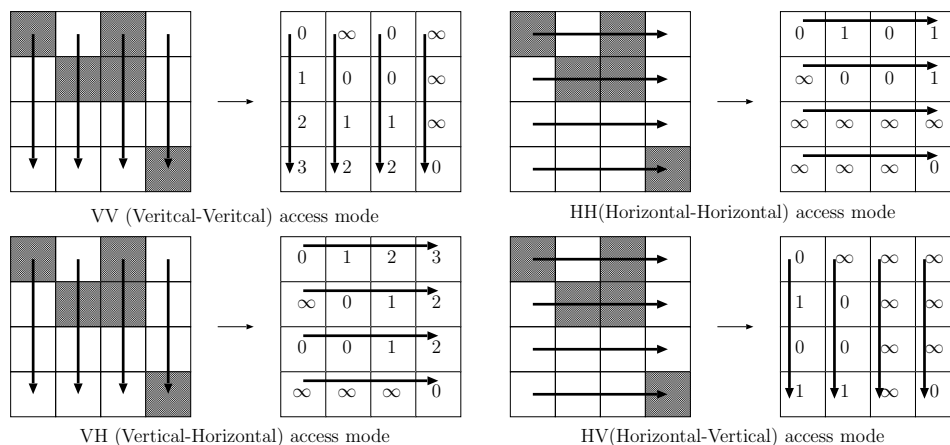 0 ∞ 0 ∞
1 0 0 ∞
2 1 1 ∞
3 2 2 0
VV (Veritcal-Veritcal) access mode
0 1 0 1
∞ 0 0 1
∞ ∞ ∞ ∞
∞ ∞ ∞ 0
HH(Horizontal-Horizontal) access mode
0 1 2 3
∞ 0 1 2
0 0 1 2
∞ ∞ ∞ 0
VH (Vertical-Horizontal) access mode
0 ∞ ∞ ∞
1 0 ∞ ∞
0 0 ∞ ∞
1 1 ∞ 0
HV(Horizontal-Vertical) access mode